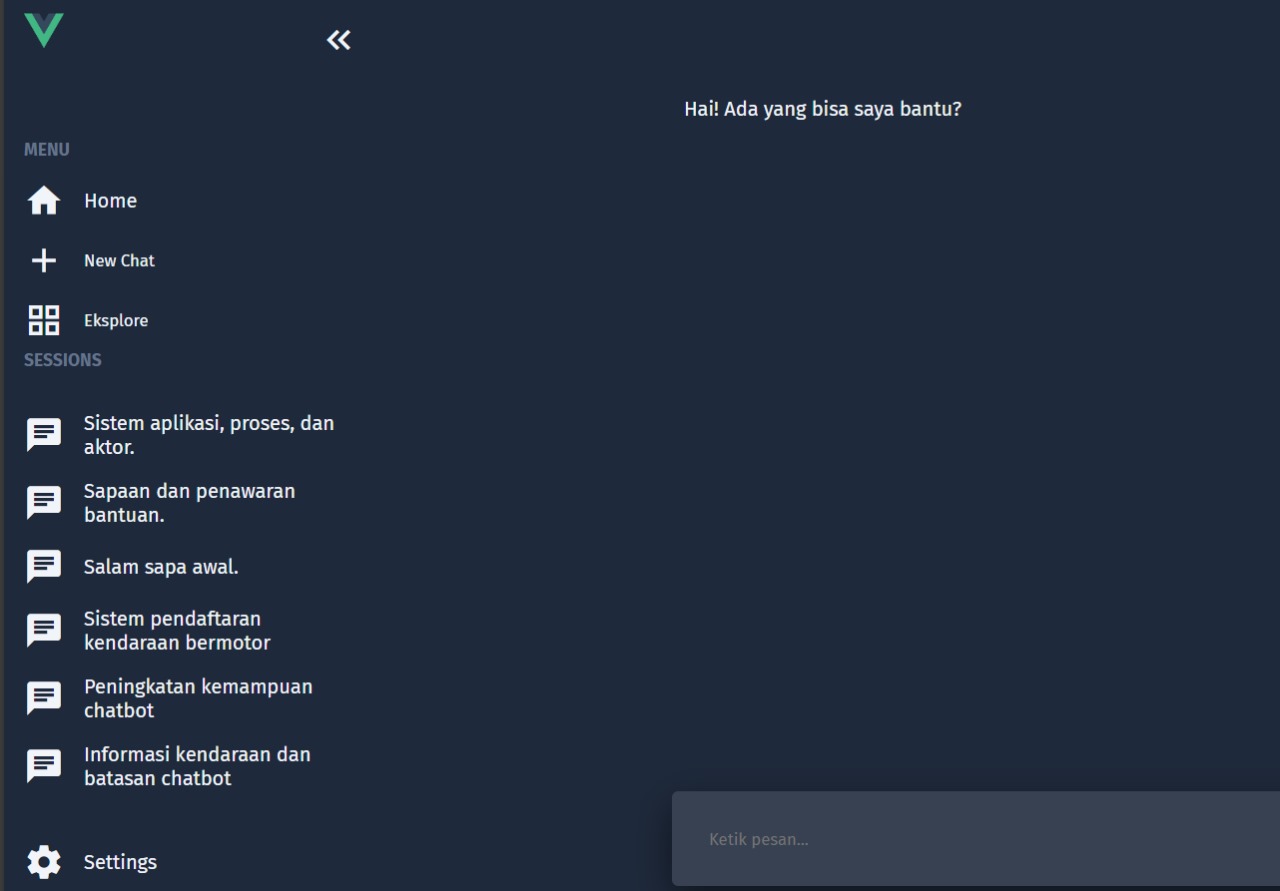 Hai! Ada yang bisa saya bantu?
MENU
Home
New Chat
Eksplore
SESSIONS
Sistem aplikasi, proses, dan
aktor.
Sapaan dan penawaran
bantuan.
Salam sapa awal.
Sistem pendaftaran
kendaraan bermotor
Peningkatan kemampuan
chatbot
Informasi kendaraan dan
batasan chatbot
Ketik pesan...
Settings